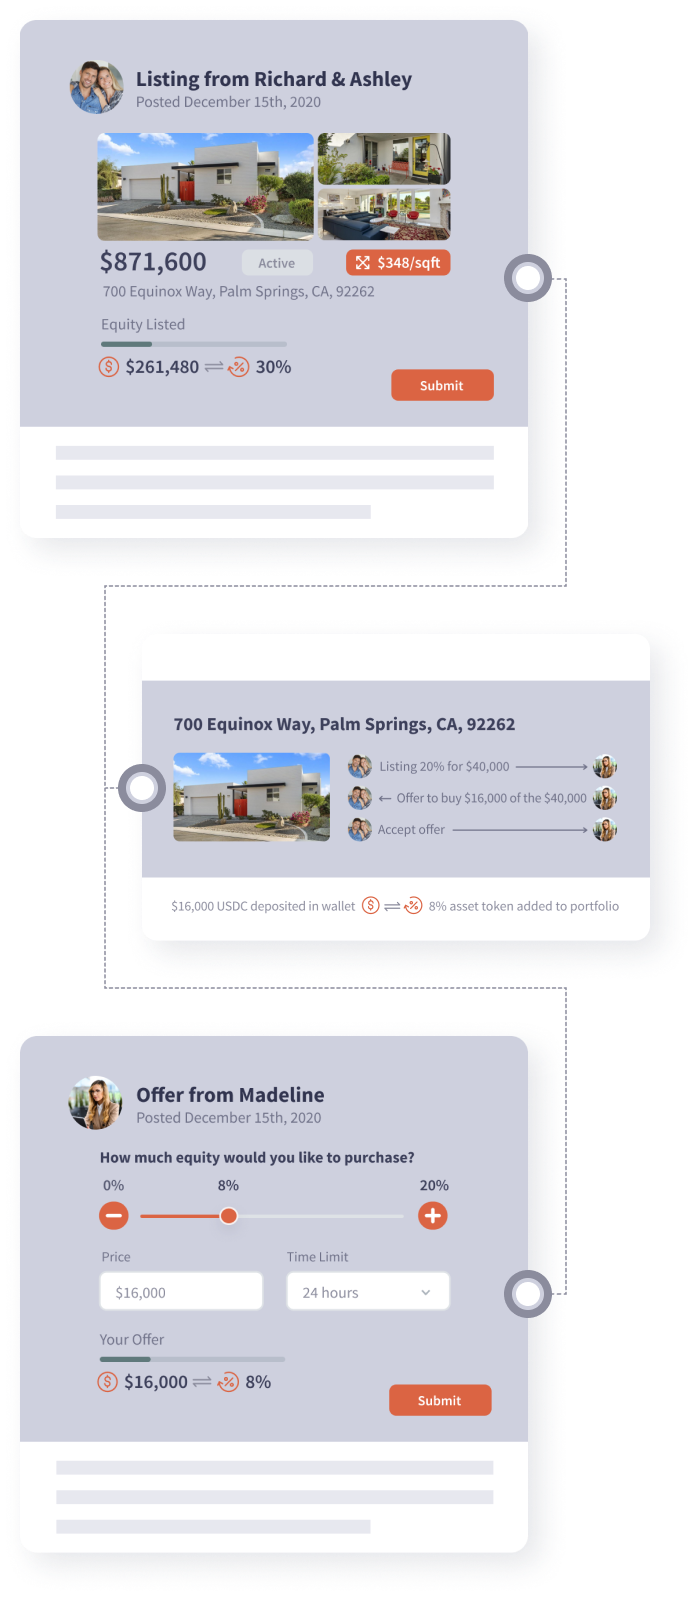 Listing from Richard & Ashley
Posted December 15th, 2020
$871,600
Active
$348/sqft
700 Equinox Way, Palm Springs, CA, 92262
Equity Listed
$ $261,480 % 30%
Submit
700 Equinox Way, Palm Springs, CA, 92262
Listing 20% for $40,000
Offer to buy $16,000 of the $40,000
Accept offer
$16,000 USDC deposited in wallet $ % 8% asset token added to portfolio
Offer from Madeline
Posted December 15th, 2020
How much equity would you like to purchase?
0% 8% 20%
Price Time Limit
$16,000 24 hours
Your Offer
$ $16,000 % 8%
Submit